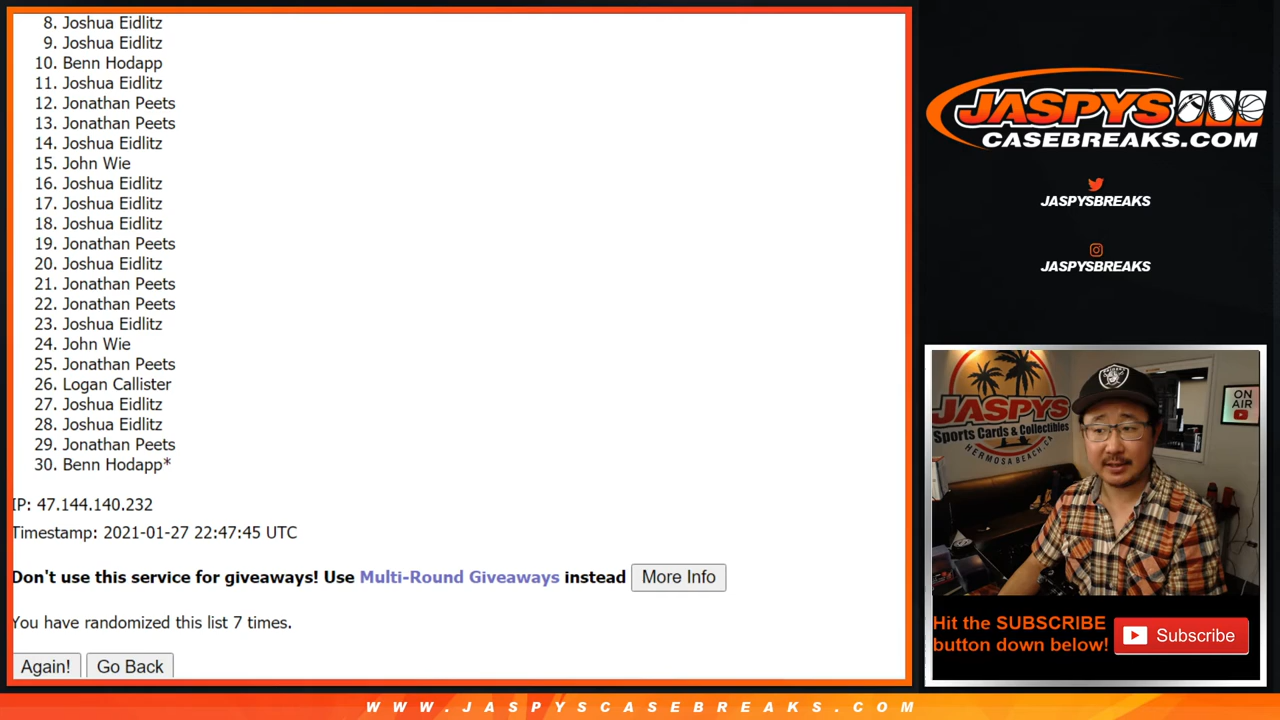 8. Joshua Eidlitz
9. Joshua Eidlitz
10. Benn Hodapp
11. Joshua Eidlitz
12. Jonathan Peets
13. Jonathan Peets
14. Joshua Eidlitz
15. John Wie
16. Joshua Eidlitz
17. Joshua Eidlitz
18. Joshua Eidlitz
19. Jonathan Peets
20. Joshua Eidlitz
21. Jonathan Peets
22. Jonathan Peets
23. Joshua Eidlitz
24. John Wie
25. Jonathan Peets
26. Logan Callister
27. Joshua Eidlitz
28. Joshua Eidlitz
29. Jonathan Peets
30. Benn Hodapp*
IP: 47.144.140.232
Timestamp: 2021-01-27 22:47:45 UTC
Don't use this service for giveaways! Use Multi-Round Giveaways instead More Info
You have randomized this list 7 times.
Again! Go Back
JASPYS
CASEBREAKS.COM
JASPYSBREAKS
JASPYSBREAKS
JASPYS
Sports Cards & Collectibles
HERMOSA BEACH, CA
RAIDERS
ON
AIR
Hit the SUBSCRIBE
button down below!
Subscribe
WWW.JASPYSCASEBREAKS.COM